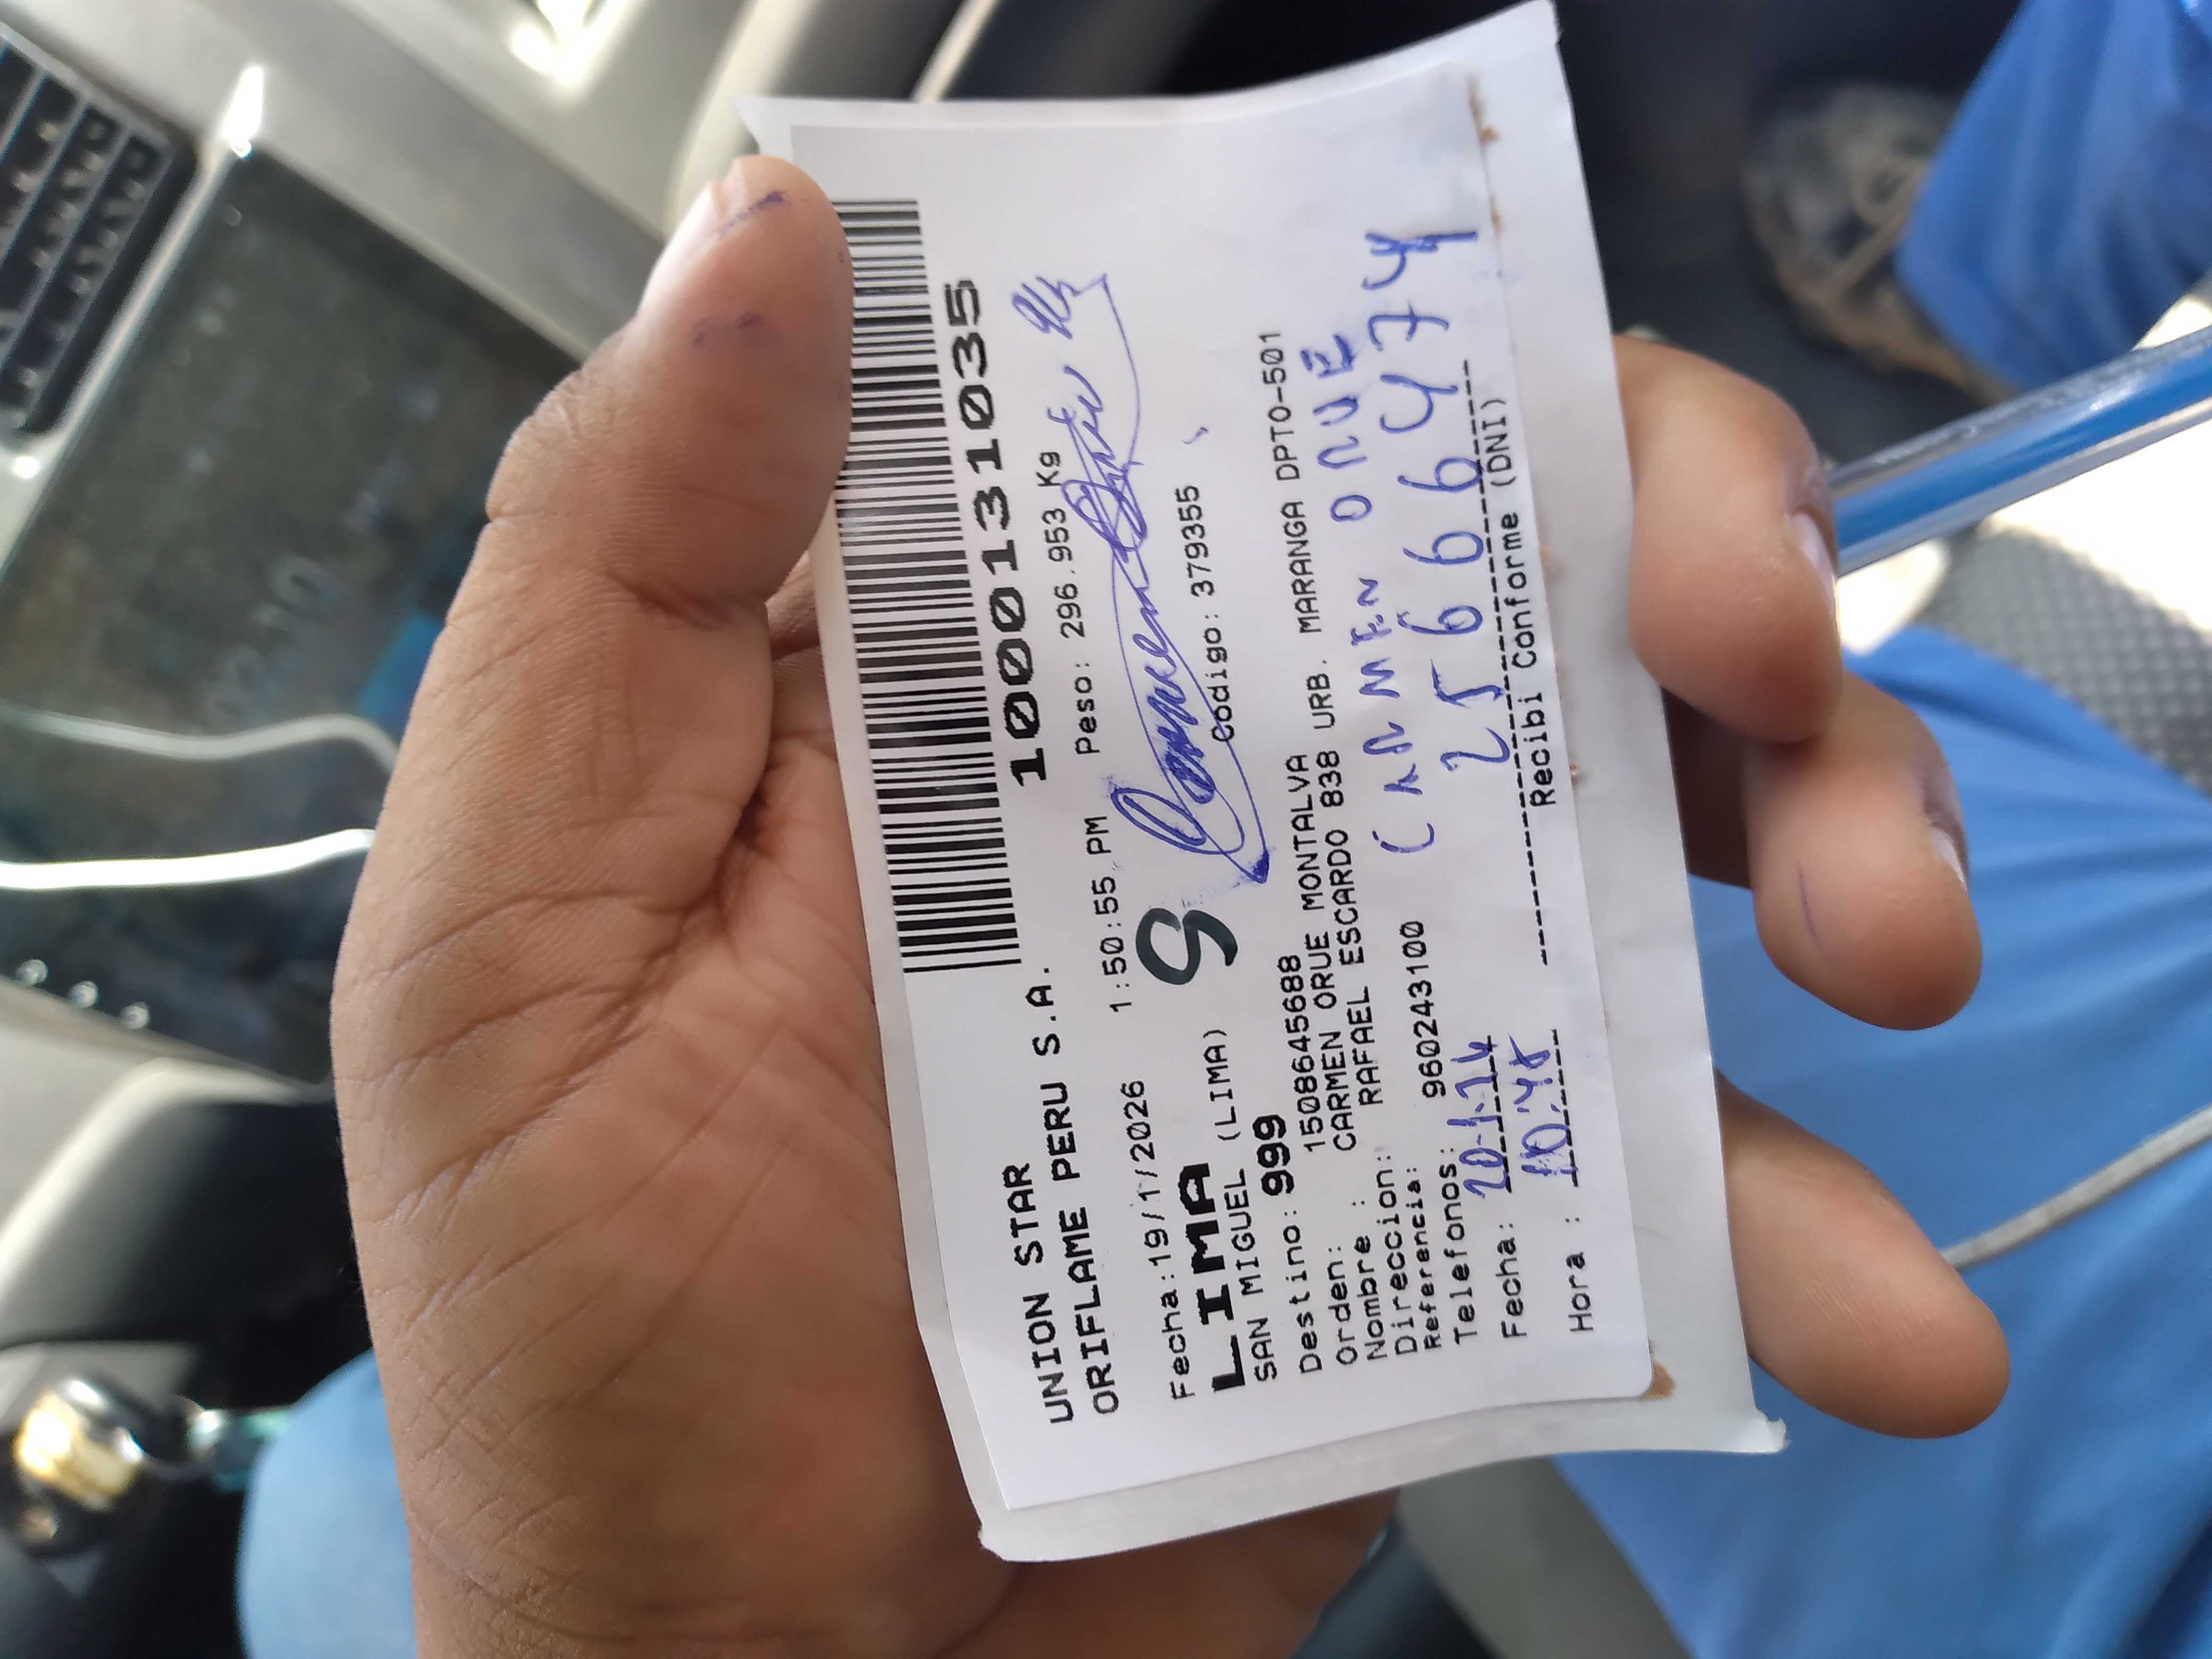 UNION STAR
ORIFLAME PERU S.A.
1000131035
Fecha:19/1/2026 1:50:55 PM Peso: 296.953 Kg
LIMA 9
SAN MIGUEL (LIMA)
Carmen
Destino: 999 Codigo: 379355
Orden: 1508645688
Nombre : CARMEN ORUE MONTALVA
Direccion: RAFAEL ESCARDO 838 URB. MARANGA DPTO-501
Referencia:
Telefonos: 960243100
CARMEN ORUE
Fecha: 20-1-26
25666474
Hora : 10:48
Recibi Conforme (DNI)